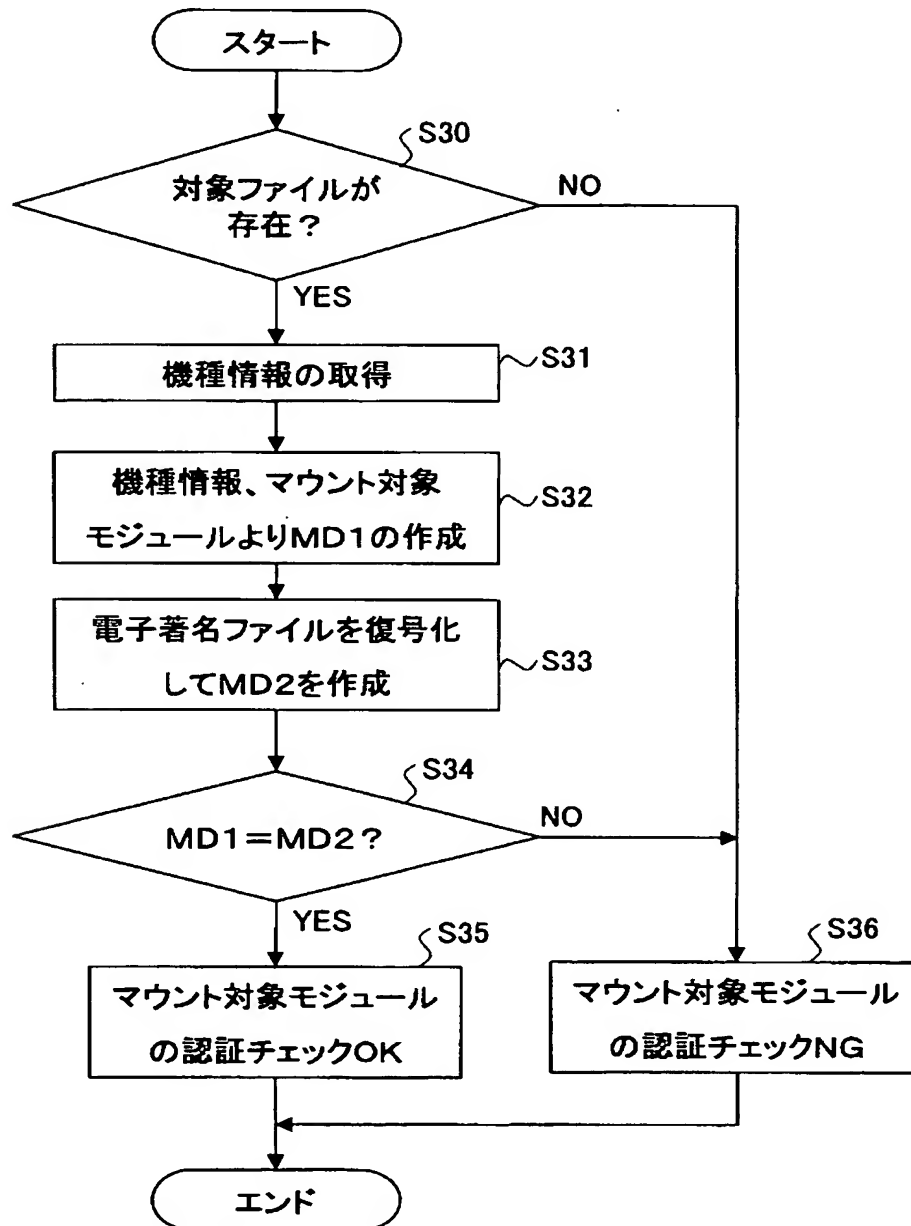 スタート
S30
対象ファイルが
存在？
NO
YES
機種情報の取得
S31
機種情報、マウント対象
モジュールよりMD1の作成
S32
電子著名ファイルを復号化
してMD2を作成
S33
S34
MD1＝MD2？
NO
YES
S35
マウント対象モジュール
の認証チェックOK
S36
マウント対象モジュール
の認証チェックNG
エンド